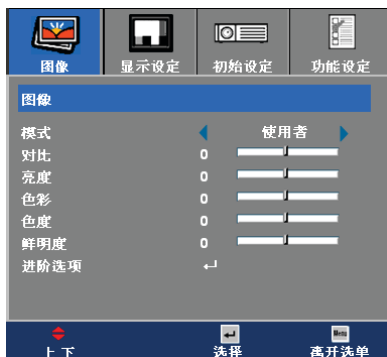 图像 显示设定 初始设定 功能设定
图像
模式 使用者
对比 0
亮度 0
色彩 0
色度 0
鲜明度 0
进阶选项
Menu
上下 选择 离开选单